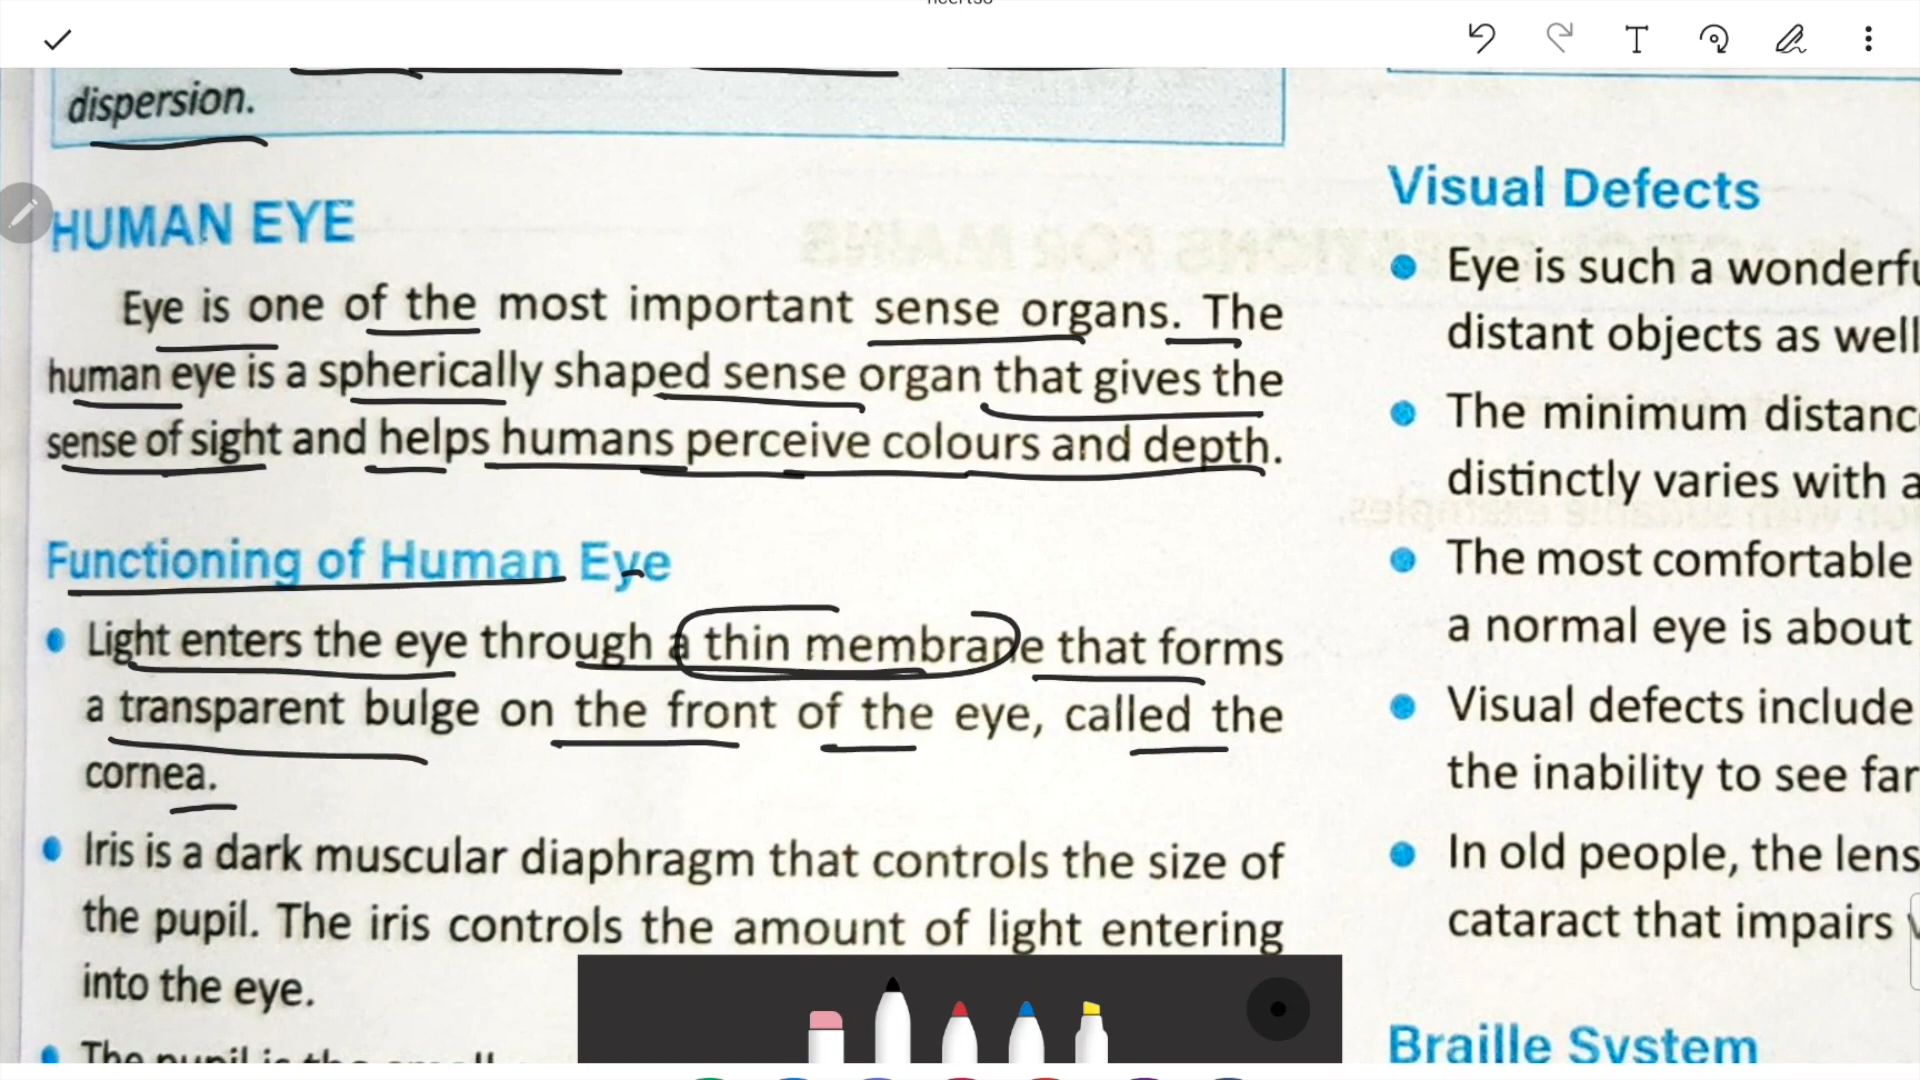 dispersion.
HUMAN EYE
Eye is one of the most important sense organs. The
human eye is a spherically shaped sense organ that gives the
sense of sight and helps humans perceive colours and depth.
Functioning of Human Eye
Light enters the eye through a thin membrane that forms
a transparent bulge on the front of the eye, called the
cornea.
Iris is a dark muscular diaphragm that controls the size of
the pupil. The iris controls the amount of light entering
into the eye.
The pupil is the
Visual Defects
Eye is such a
distant objects as well
The minimum
distinctly varies with
The most comfortable
a normal eye is about
Visual defects include
the inability to see far
In old people, the lens
cataract that impairs
Braille System